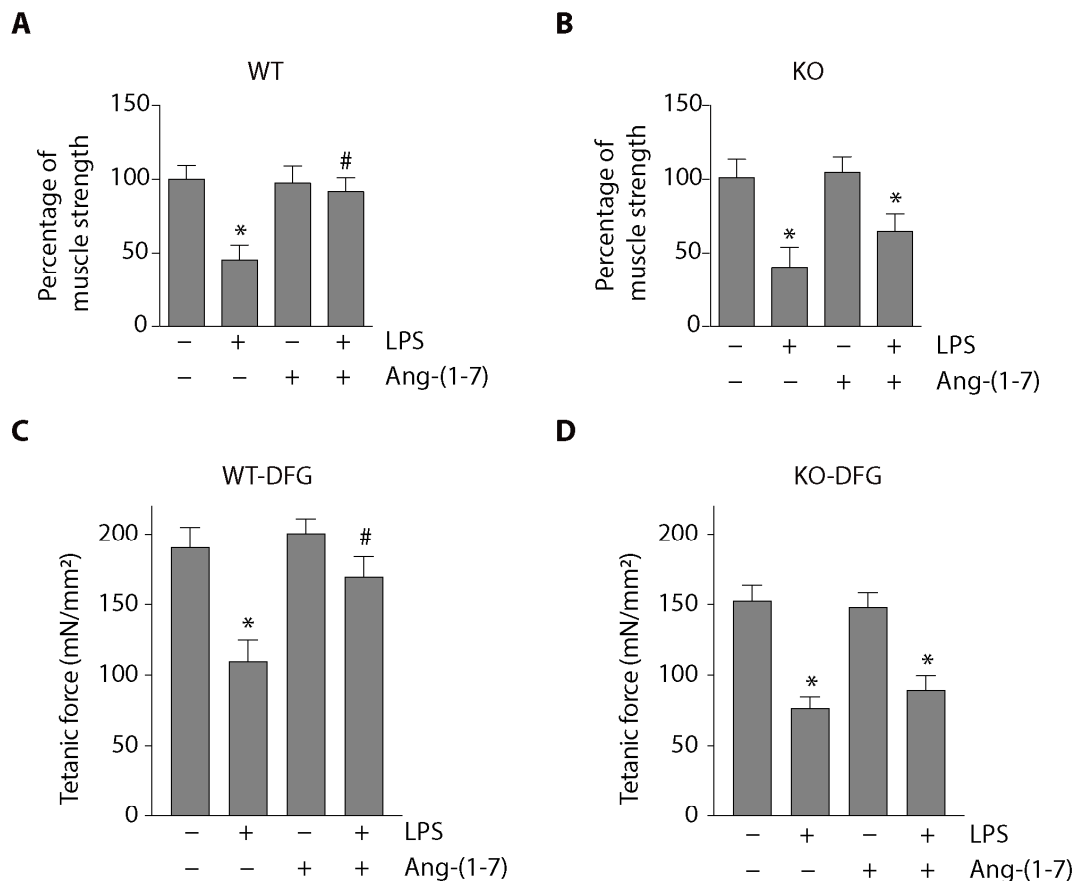 A
WT
Percentage of
muscle strength
150
100
50
0
*
#
− + − + LPS
− − + + Ang-(1-7)
B
KO
Percentage of
muscle strength
150
100
50
0
*
*
− + − + LPS
− − + + Ang-(1-7)
C
WT-DFG
Tetanic force (mN/mm²)
200
150
100
50
0
*
#
− + − + LPS
− − + + Ang-(1-7)
D
KO-DFG
Tetanic force (mN/mm²)
200
150
100
50
0
*
*
− + − + LPS
− − + + Ang-(1-7)